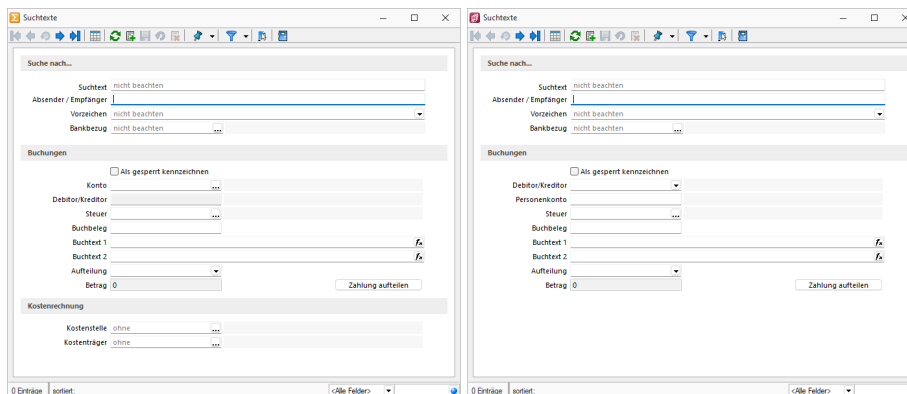 Suchtexte
Suche nach...
Suchtext nicht beachten
Absender / Empfänger
Vorzeichen nicht beachten
Bankbezug nicht beachten ...
Buchungen
Als gesperrt kennzeichnen
Konto ...
Debitor/Kreditor
Steuer ...
Buchbeleg
Buchtext 1
Buchtext 2
Aufteilung
Betrag 0 Zahlung aufteilen
Kostenrechnung
Kostenstelle ohne ...
Kostenträger ohne ...
0 Einträge sortiert: <Alle Felder>
Suchtexte
Suche nach...
Suchtext nicht beachten
Absender / Empfänger
Vorzeichen nicht beachten
Bankbezug nicht beachten ...
Buchungen
Als gesperrt kennzeichnen
Debitor/Kreditor
Personenkonto
Steuer ...
Buchbeleg
Buchtext 1
Buchtext 2
Aufteilung
Betrag 0 Zahlung aufteilen
0 Einträge sortiert: <Alle Felder>